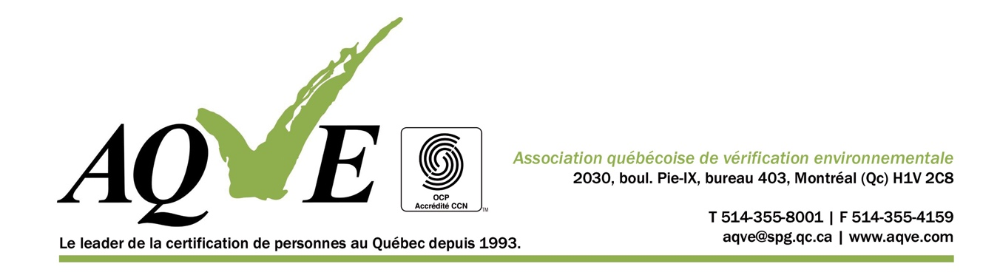 AQVE
OCP
Accrédité CCN
TM
Le leader de la certification de personnes au Québec depuis 1993.
Association québécoise de vérification environnementale
2030, boul. Pie-IX, bureau 403, Montréal (Qc) H1V 2C8
T 514-355-8001 | F 514-355-4159
aqve@spg.qc.ca | www.aqve.com